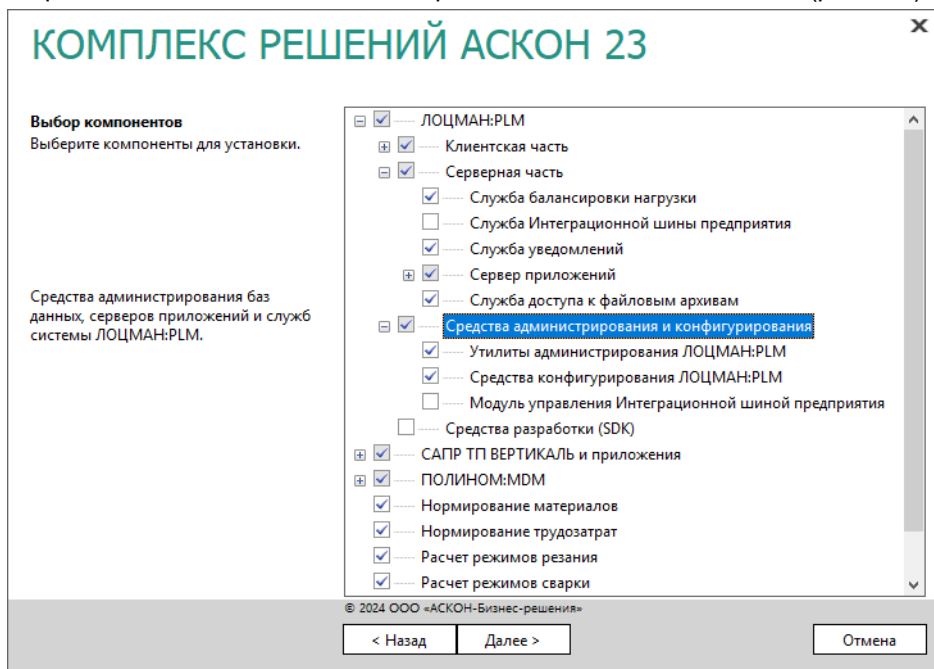 КОМПЛЕКС РЕШЕНИЙ АСКОН 23
Выбор компонентов
Выберите компоненты для установки.
Средства администрирования баз
данных, серверов приложений и служб
системы ЛОЦМАН:PLM.
ЛОЦМАН:PLM
Клиентская часть
Серверная часть
Служба балансировки нагрузки
Служба Интеграционной шины предприятия
Служба уведомлений
Сервер приложений
Служба доступа к файловым архивам
Средства администрирования и конфигурирования
Утилиты администрирования ЛОЦМАН:PLM
Средства конфигурирования ЛОЦМАН:PLM
Модуль управления Интеграционной шиной предприятия
Средства разработки (SDK)
САПР ТП ВЕРТИКАЛЬ и приложения
ПОЛИНОМ:MDM
Нормирование материалов
Нормирование трудозатрат
Расчет режимов резания
Расчет режимов сварки
© 2024 ООО «АСКОН-Бизнес-решения»
< Назад
Далее >
Отмена